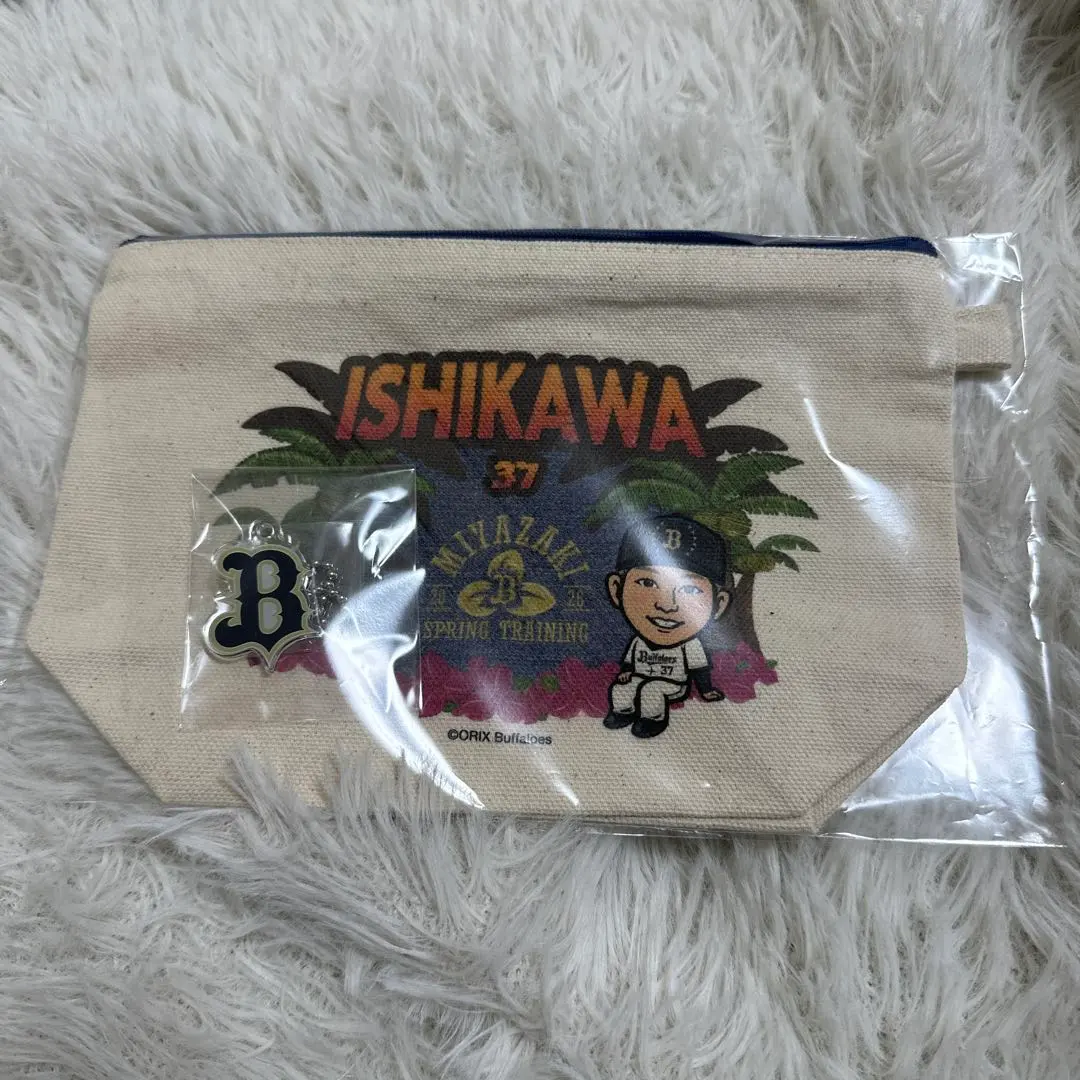 ISHIKAWA
37
MIYAZAKI
20 B 26
SPRING TRAINING
B
B
Buffaloes
37
©ORIX Buffaloes